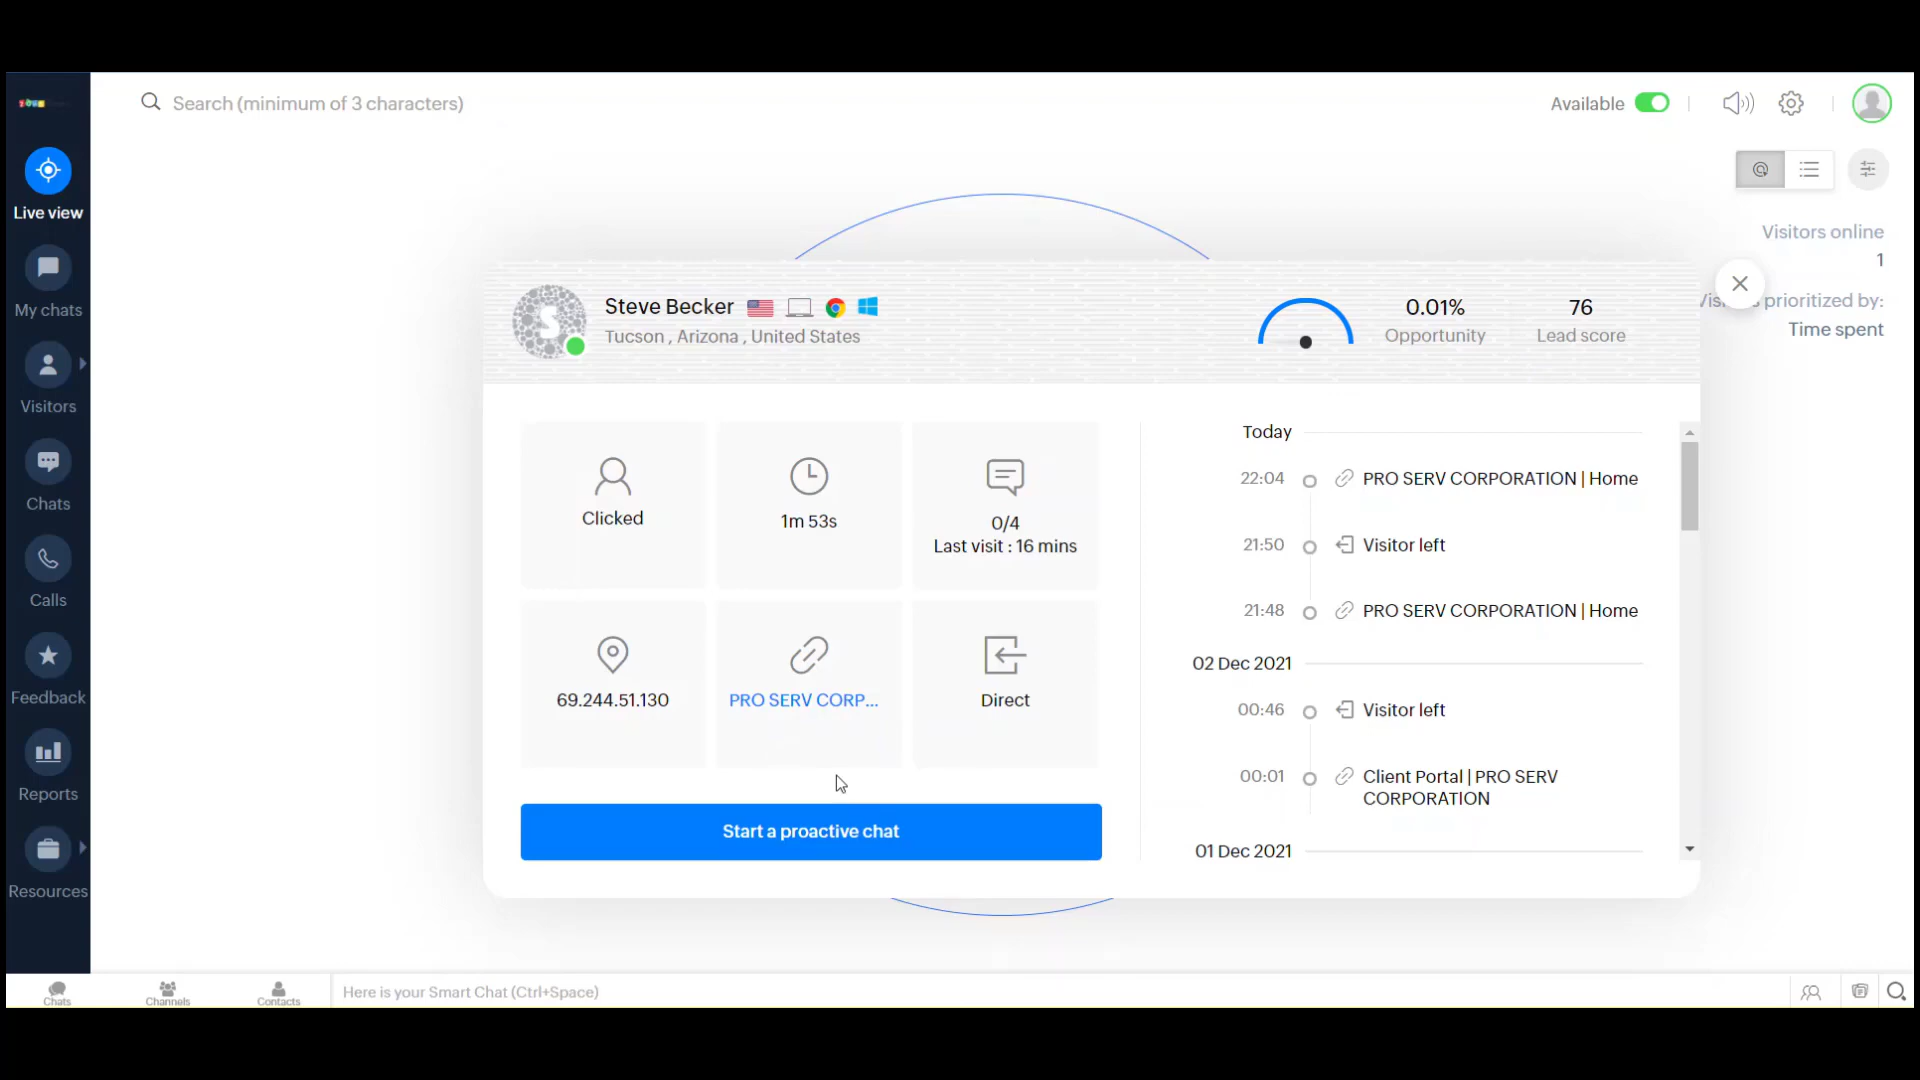 Search (minimum of 3 characters)
Available
Live view
My chats
Visitors
Chats
Calls
Feedback
Reports
Resources
Visitors online
1
prioritized by:
Time spent
Steve Becker
Tucson , Arizona , United States
0.01%
Opportunity
76
Lead score
Clicked
1m 53s
0/4
Last visit : 16 mins
69.244.51.130
PRO SERV CORP...
Direct
Start a proactive chat
Today
22:04 PRO SERV CORPORATION | Home
21:50 Visitor left
21:48 PRO SERV CORPORATION | Home
02 Dec 2021
00:46 Visitor left
00:01 Client Portal | PRO SERV
CORPORATION
01 Dec 2021
Chats
Channels
Contacts
Here is your Smart Chat (Ctrl+Space)